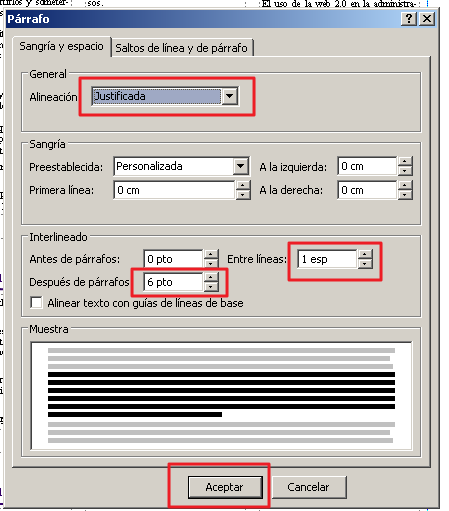 El uso de la web 2.0 en la administra-
Párrafo
Sangría y espacio
Saltos de línea y de párrafo
General
Alineación:
Justificada
Sangría
Preestablecida:
Personalizada
A la izquierda:
0 cm
Primera línea:
0 cm
A la derecha:
0 cm
Interlineado
Antes de párrafos:
0 pto
Entre líneas:
1 esp
Después de párrafos:
6 pto
Alinear texto con guías de líneas de base
Muestra
Aceptar
Cancelar